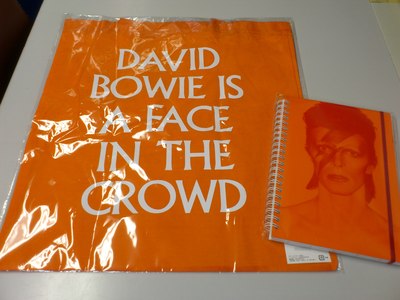 DAVID
BOWIE IS
A FACE
IN THE
CROWD